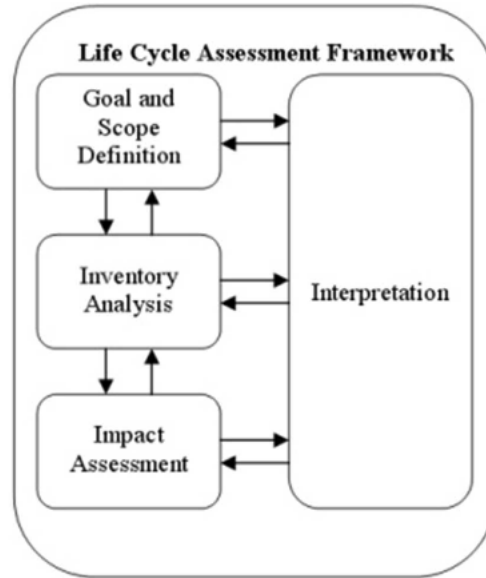 Life Cycle Assessment Framework
Goal and
Scope
Definition
Inventory
Analysis
Interpretation
Impact
Assessment